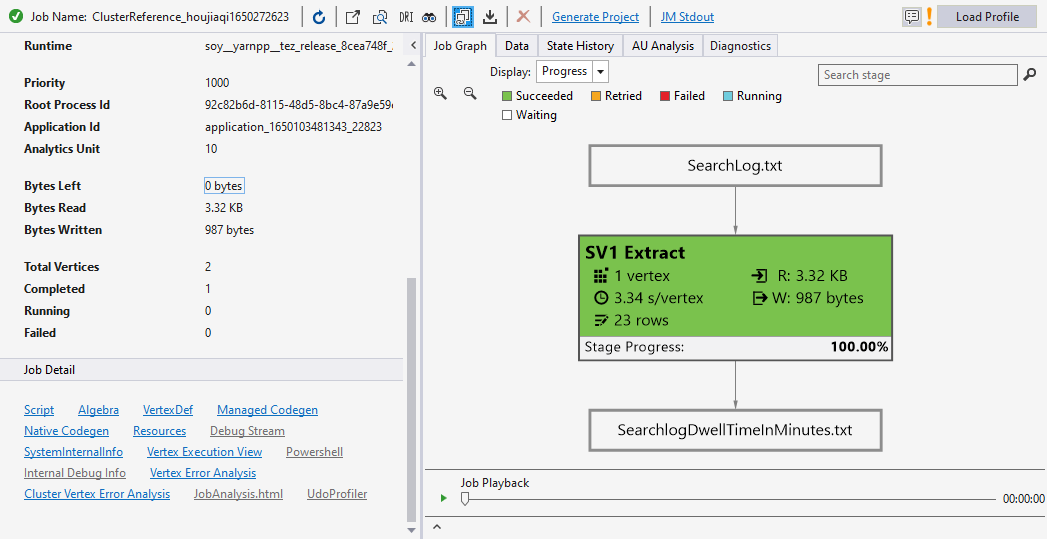 Job Name: ClusterReference_houjiaqi1650272623
DRI
Generate Project
JM Stdout
Load Profile
Runtime soy__yarnpp__tez_release_8cea748f_
Priority 1000
Root Process Id 92c82b6d-8115-48d5-8bc4-87a9e59
Application Id application_1650103481343_22823
Analytics Unit 10
Bytes Left 0 bytes
Bytes Read 3.32 KB
Bytes Written 987 bytes
Total Vertices 2
Completed 1
Running 0
Failed 0
Job Detail
Script Algebra VertexDef Managed Codegen
Native Codegen Resources Debug Stream
SystemInternalInfo Vertex Execution View Powershell
Internal Debug Info Vertex Error Analysis
Cluster Vertex Error Analysis JobAnalysis.html UdoProfiler
Job Graph Data State History AU Analysis Diagnostics
Display: Progress
Search stage
Succeeded Retried Failed Running
Waiting
SearchLog.txt
SV1 Extract
1 vertex R: 3.32 KB
3.34 s/vertex W: 987 bytes
23 rows
Stage Progress: 100.00%
SearchlogDwellTimeInMinutes.txt
Job Playback
00:00:00